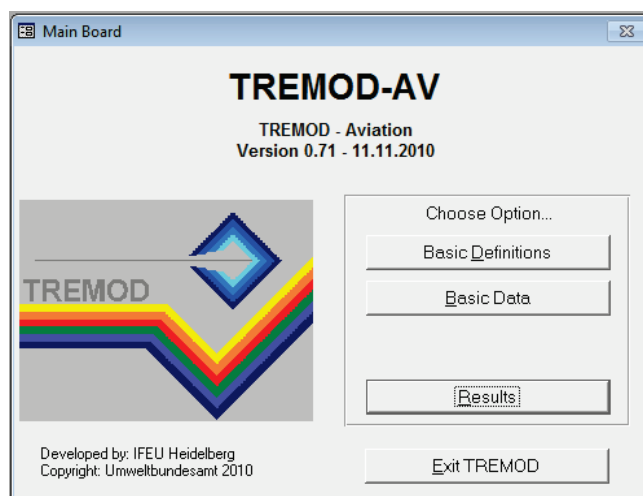 Main Board
TREMOD-AV
TREMOD - Aviation
Version 0.71 - 11.11.2010
TREMOD
Choose Option...
Basic Definitions
Basic Data
Results
Developed by: IFEU Heidelberg
Copyright: Umweltbundesamt 2010
Exit TREMOD